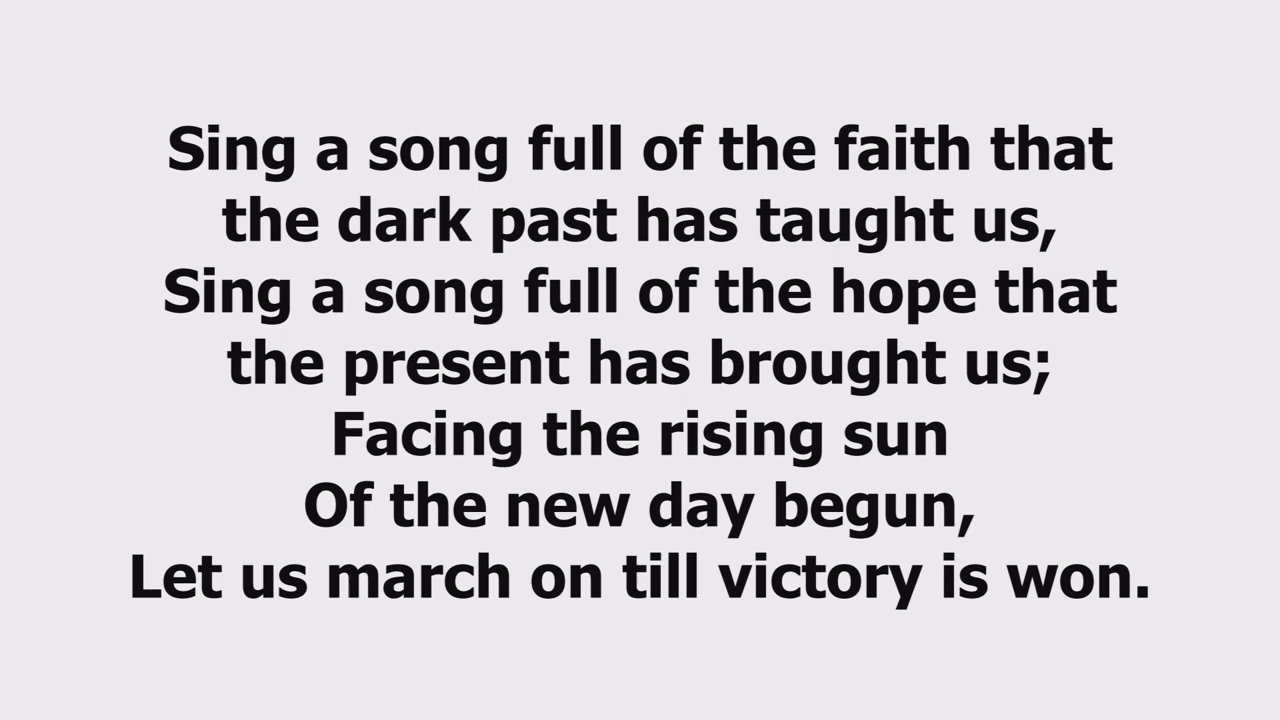 Sing a song full of the faith that
the dark past has taught us,
Sing a song full of the hope that
the present has brought us;
Facing the rising sun
Of the new day begun,
Let us march on till victory is won.